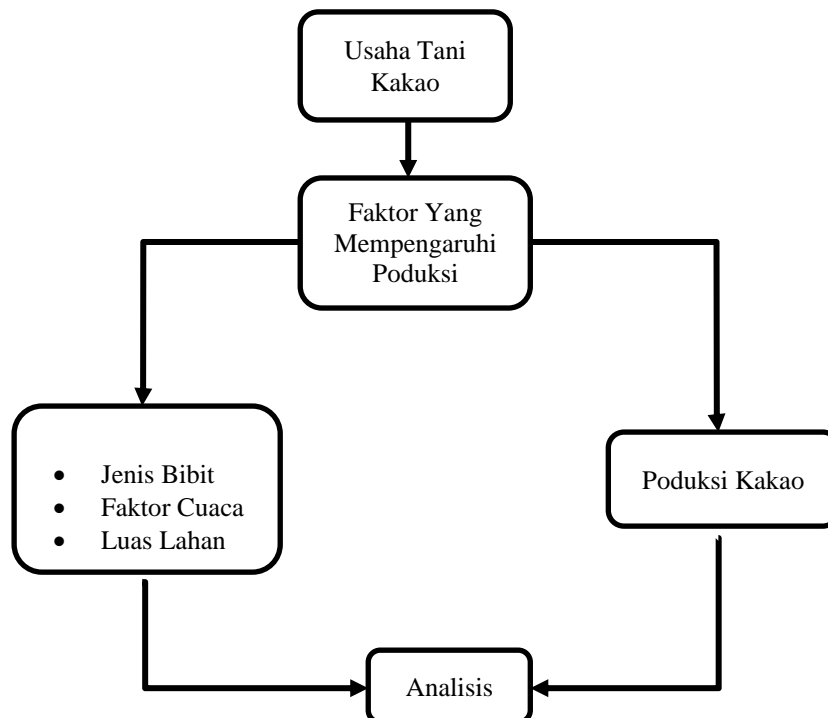 Usaha Tani
Kakao
Faktor Yang
Mempengaruhi
Poduksi
• Jenis Bibit
• Faktor Cuaca
• Luas Lahan
Poduksi Kakao
Analisis